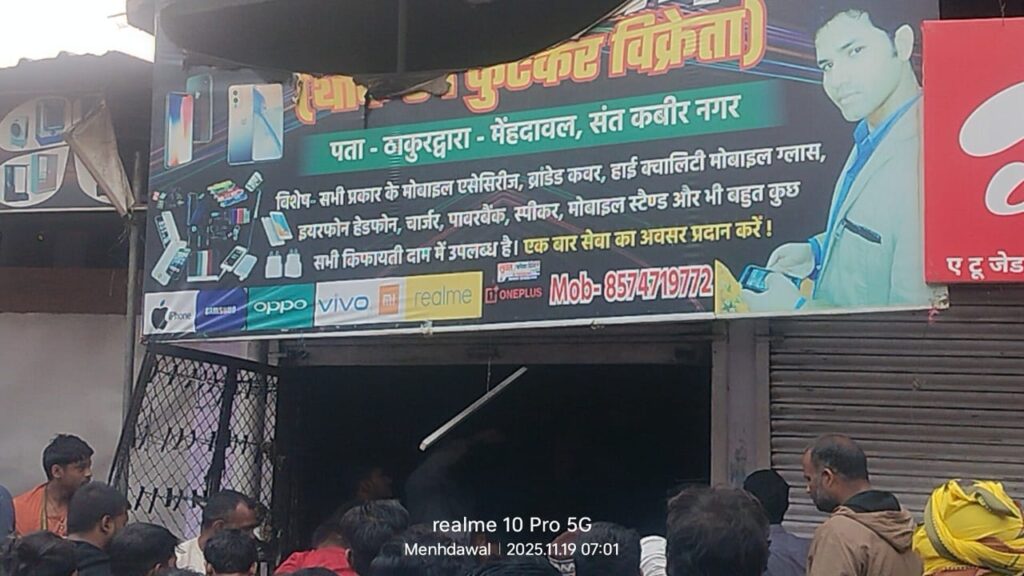 फुटकर विक्रेता)
पता - ठाकुरद्वारा - मेंहदावल, संत कबीर नगर
विशेष- सभी प्रकार के मोबाइल एसेसिरीज, ब्रांडेड कवर, हाई क्वालिटी मोबाइल ग्लास,
इयरफोन हेडफोन, चार्जर, पावरबैंक, स्पीकर, मोबाइल स्टैण्ड और भी बहुत कुछ
सभी किफायती दाम में उपलब्ध है। एक बार सेवा का अवसर प्रदान करें !
iPhone SAMSUNG oppo vivo mi realme ONEPLUS Mob- 8574719772
ए टू जेड
realme 10 Pro 5G
Menhdawal | 2025.11.19 07:01